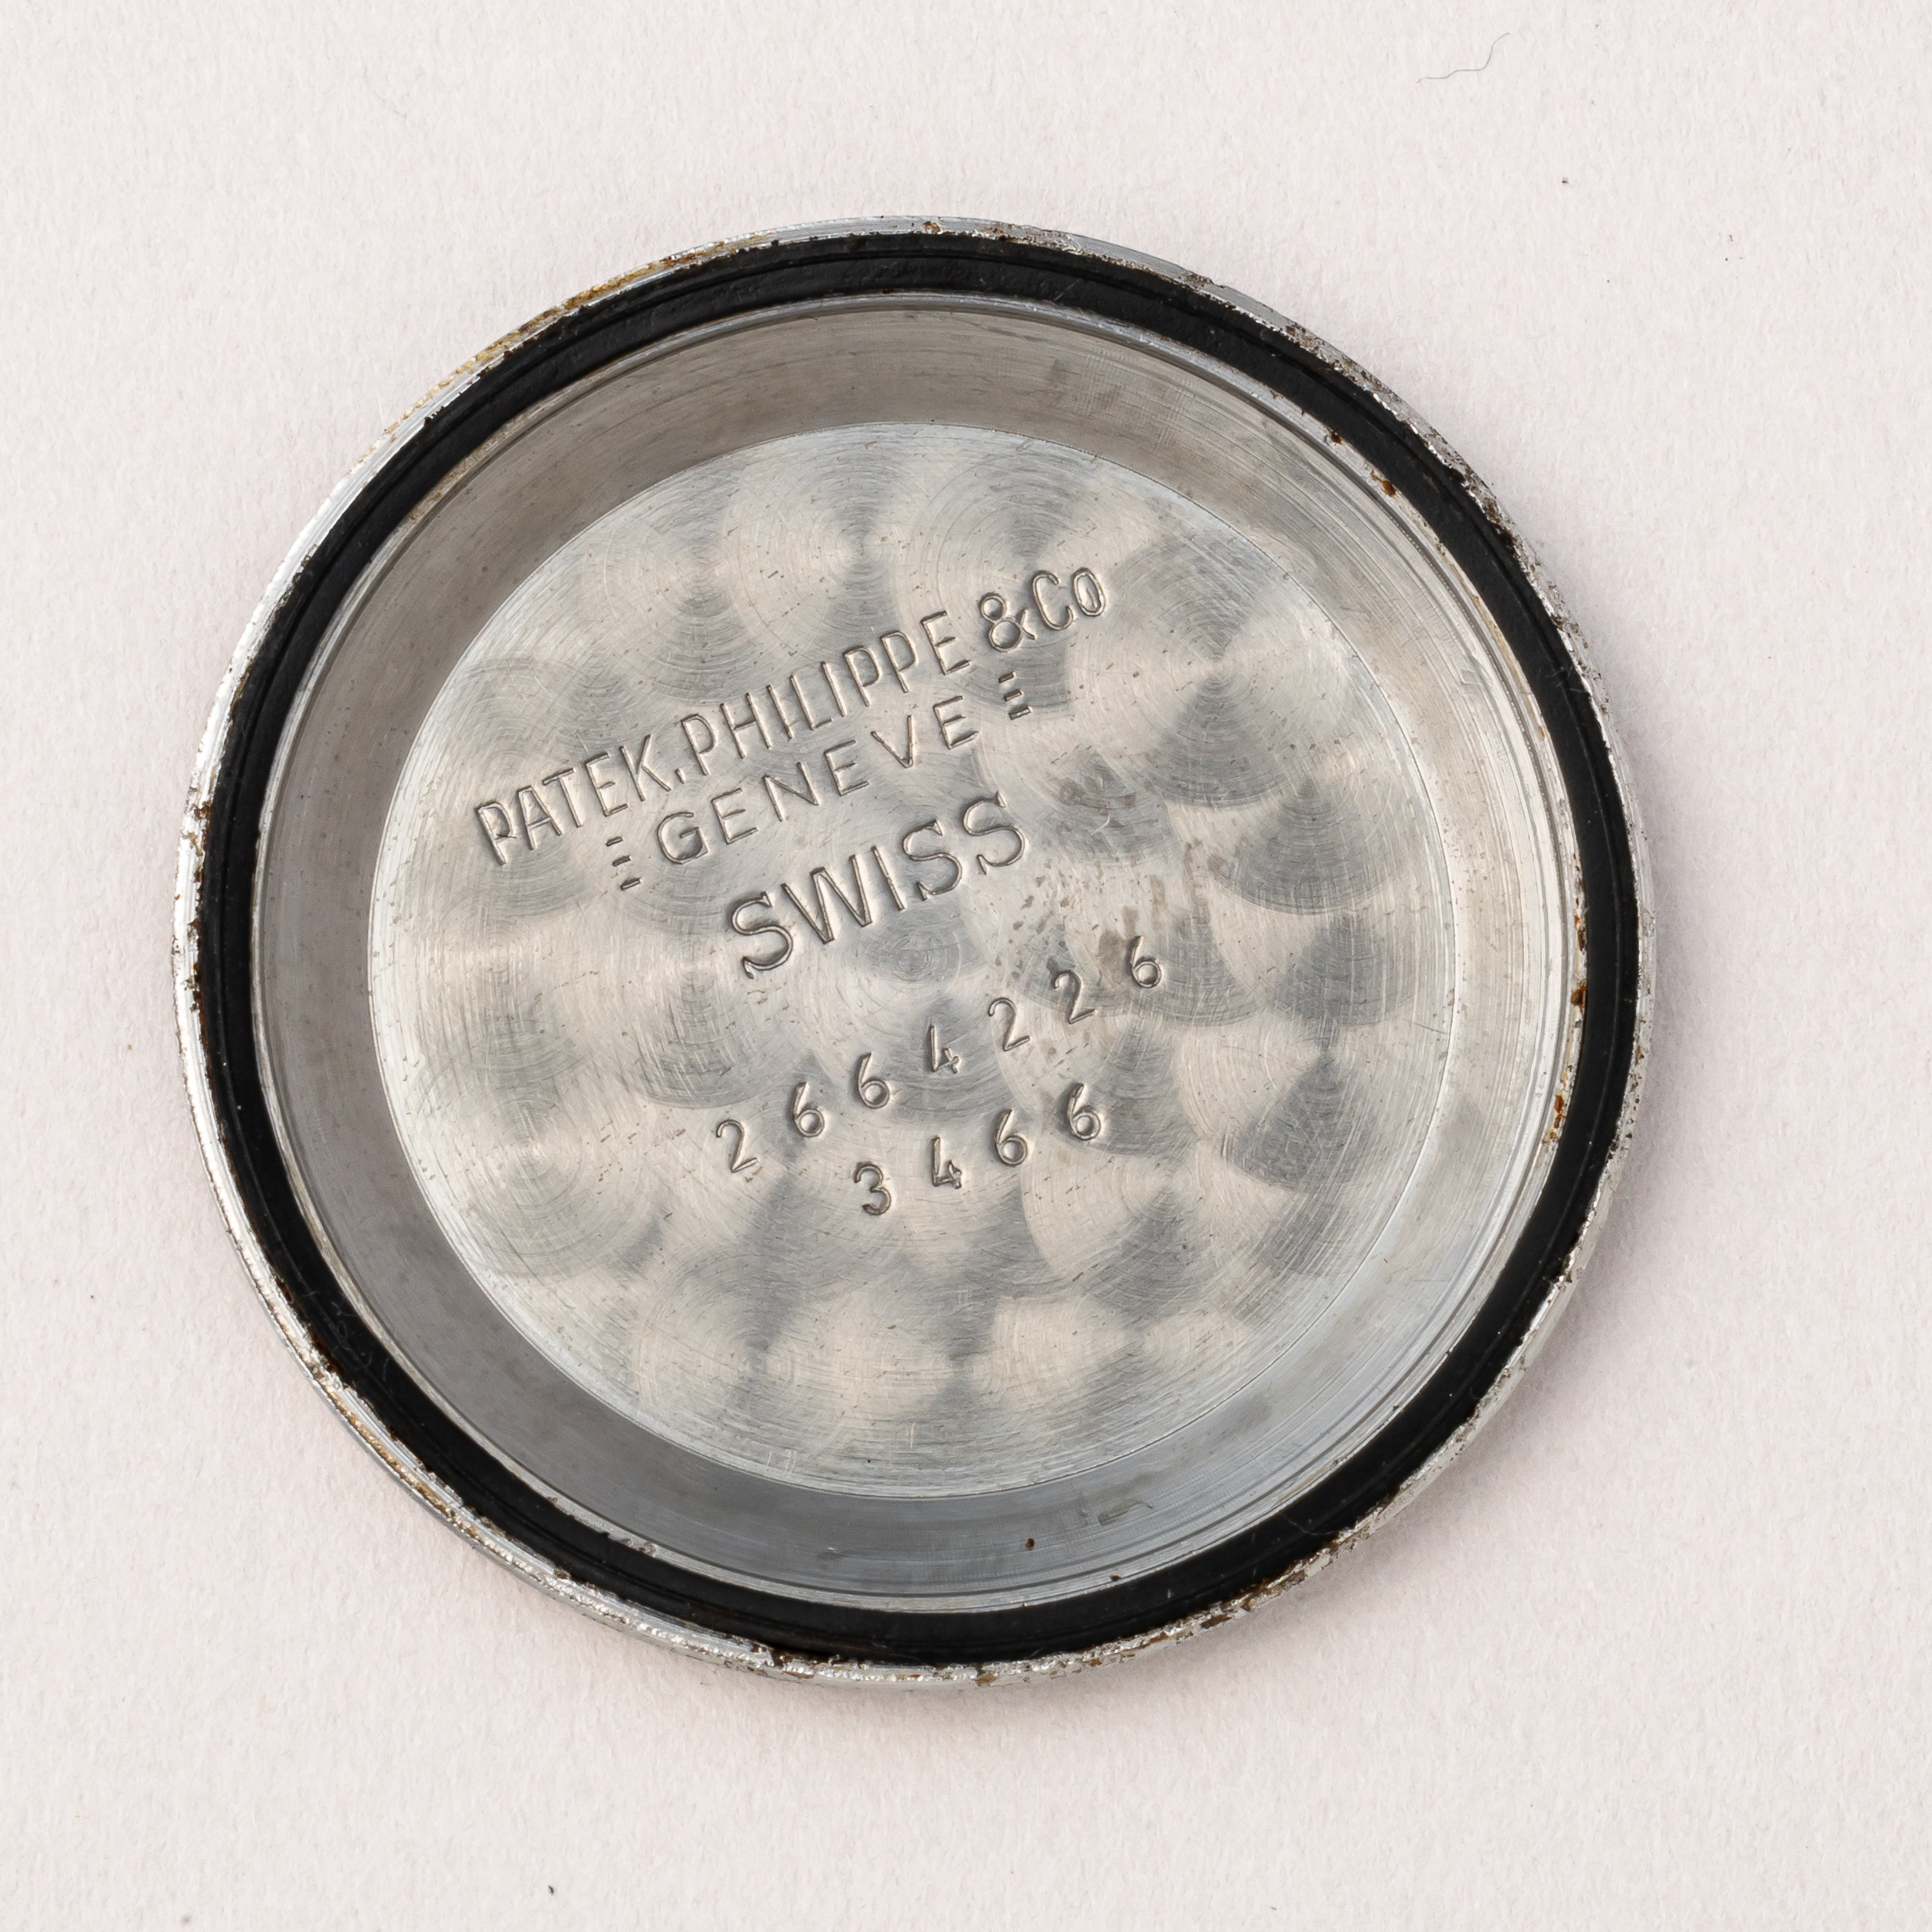 PATEK, PHILIPPE & Co
GENEVE
SWISS
2664226
3466